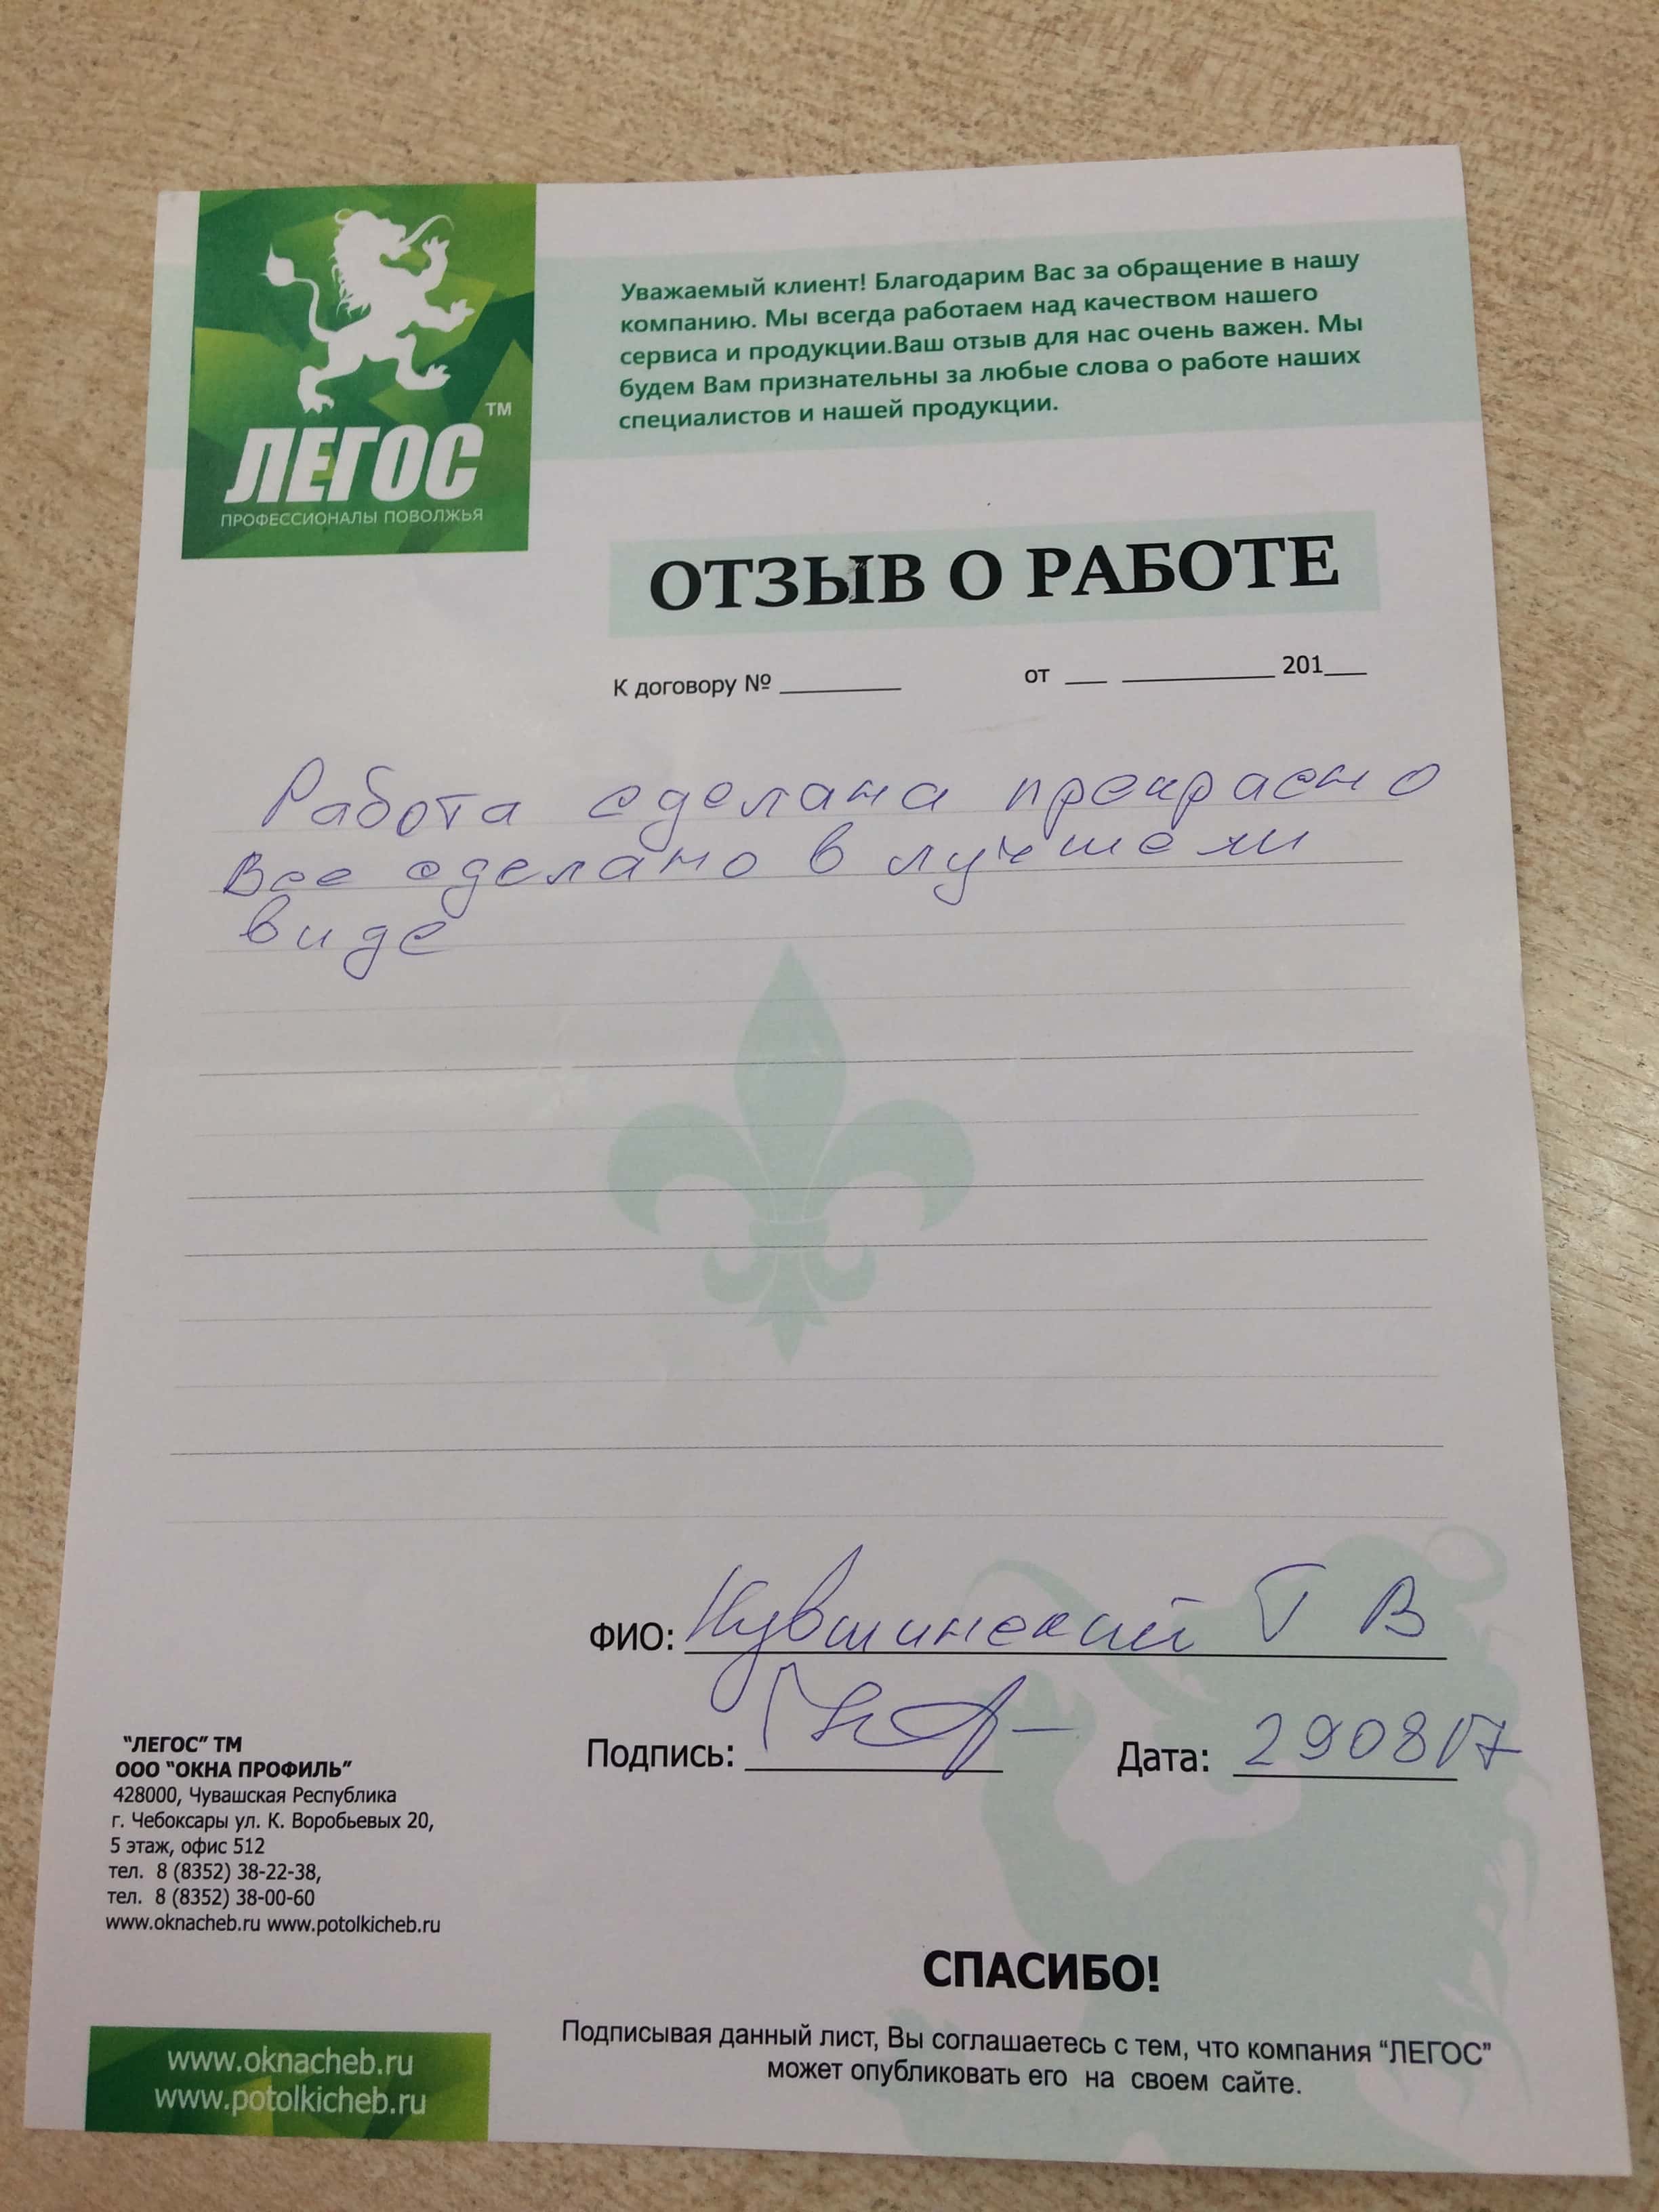 ЛЕГОС
TM
ПРОФЕССИОНАЛЫ ПОВОЛЖЬЯ
Уважаемый клиент! Благодарим Вас за обращение в нашу
компанию. Мы всегда работаем над качеством нашего
сервиса и продукции.Ваш отзыв для нас очень важен. Мы
будем Вам признательны за любые слова о работе наших
специалистов и нашей продукции.
ОТЗЫВ О РАБОТЕ
К договору № ______ от __ ________ 201__
Работа сделана прекрасно
Все сделано в лучшем
виде
ФИО: Кувшинский Г В
Подпись:
Дата: 290817
"ЛЕГОС" ТМ
ООО "ОКНА ПРОФИЛЬ"
428000, Чувашская Республика
г. Чебоксары ул. К. Воробьевых 20,
5 этаж, офис 512
тел. 8 (8352) 38-22-38,
тел. 8 (8352) 38-00-60
www.oknacheb.ru www.potolkicheb.ru
СПАСИБО!
Подписывая данный лист, Вы соглашаетесь с тем, что компания "ЛЕГОС"
может опубликовать его на своем сайте.
www.oknacheb.ru
www.potolkicheb.ru